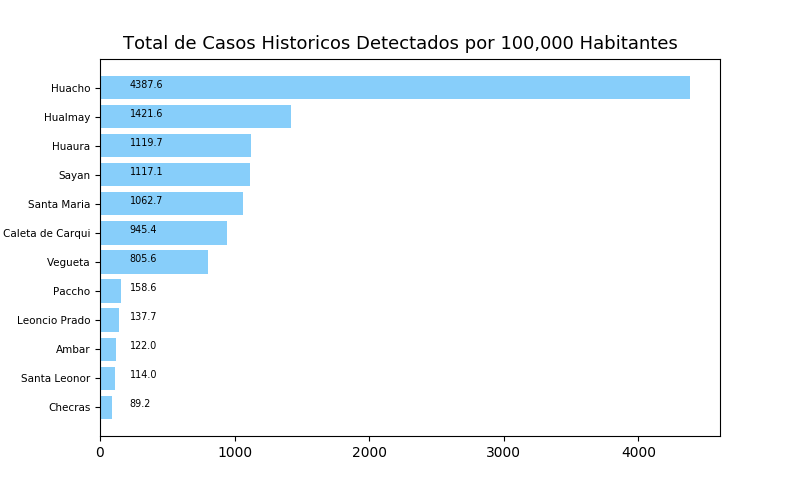 Total de Casos Historicos Detectados por 100,000 Habitantes
Huacho 4387.6
Hualmay 1421.6
Huaura 1119.7
Sayan 1117.1
Santa Maria 1062.7
Caleta de Carqui 945.4
Vegueta 805.6
Paccho 158.6
Leoncio Prado 137.7
Ambar 122.0
Santa Leonor 114.0
Checras 89.2
0 1000 2000 3000 4000